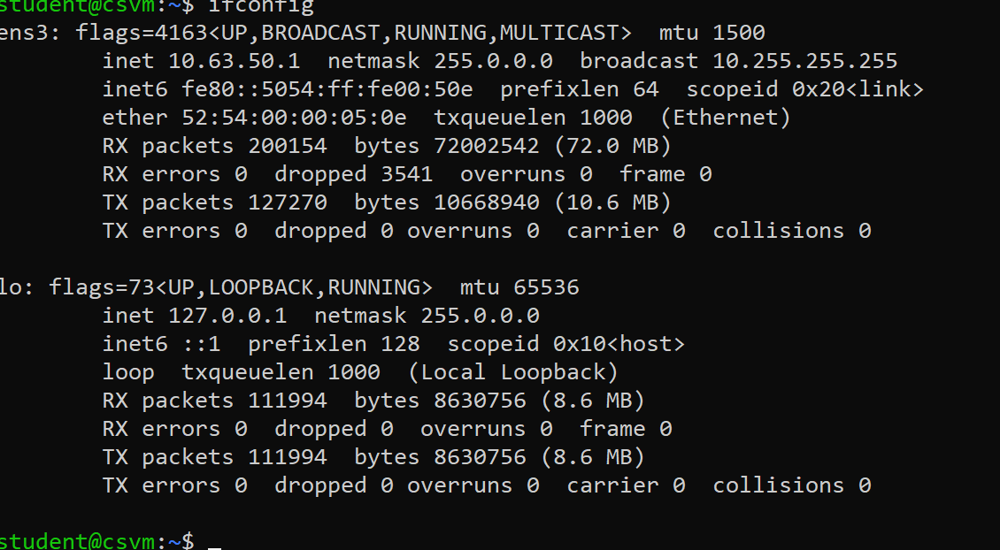 student@csvm:~$ ifconfig
ens3: flags=4163<UP,BROADCAST,RUNNING,MULTICAST>  mtu 1500
        inet 10.63.50.1  netmask 255.0.0.0  broadcast 10.255.255.255
        inet6 fe80::5054:ff:fe00:50e  prefixlen 64  scopeid 0x20<link>
        ether 52:54:00:00:05:0e  txqueuelen 1000  (Ethernet)
        RX packets 200154  bytes 72002542 (72.0 MB)
        RX errors 0  dropped 3541  overruns 0  frame 0
        TX packets 127270  bytes 10668940 (10.6 MB)
        TX errors 0  dropped 0 overruns 0  carrier 0  collisions 0

lo: flags=73<UP,LOOPBACK,RUNNING>  mtu 65536
        inet 127.0.0.1  netmask 255.0.0.0
        inet6 ::1  prefixlen 128  scopeid 0x10<host>
        loop  txqueuelen 1000  (Local Loopback)
        RX packets 111994  bytes 8630756 (8.6 MB)
        RX errors 0  dropped 0  overruns 0  frame 0
        TX packets 111994  bytes 8630756 (8.6 MB)
        TX errors 0  dropped 0 overruns 0  carrier 0  collisions 0

student@csvm:~$ _